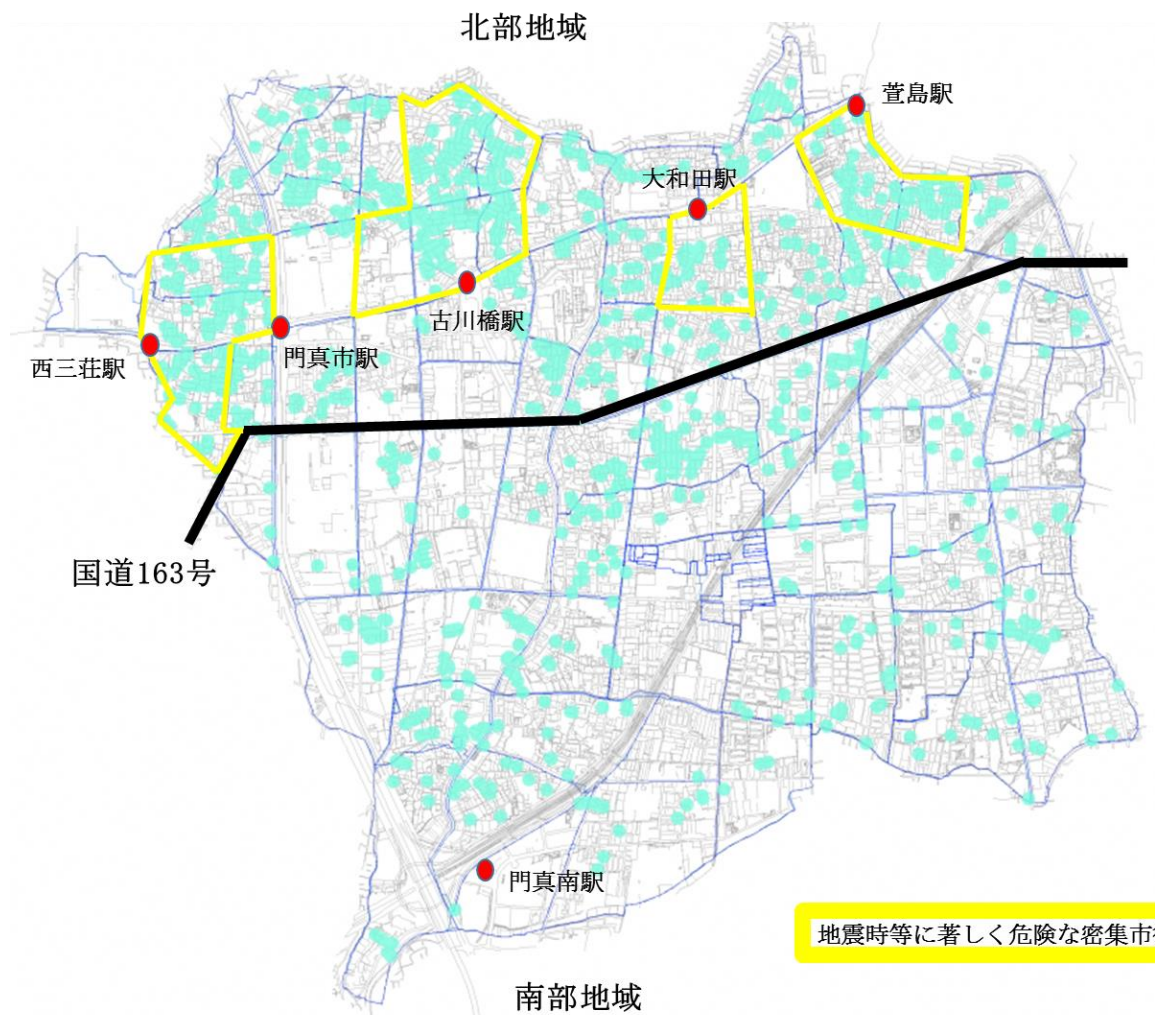 北部地域
萱島駅
大和田駅
古川橋駅
門真市駅
西三荘駅
国道163号
門真南駅
地震時等に著しく危険な密集市
南部地域